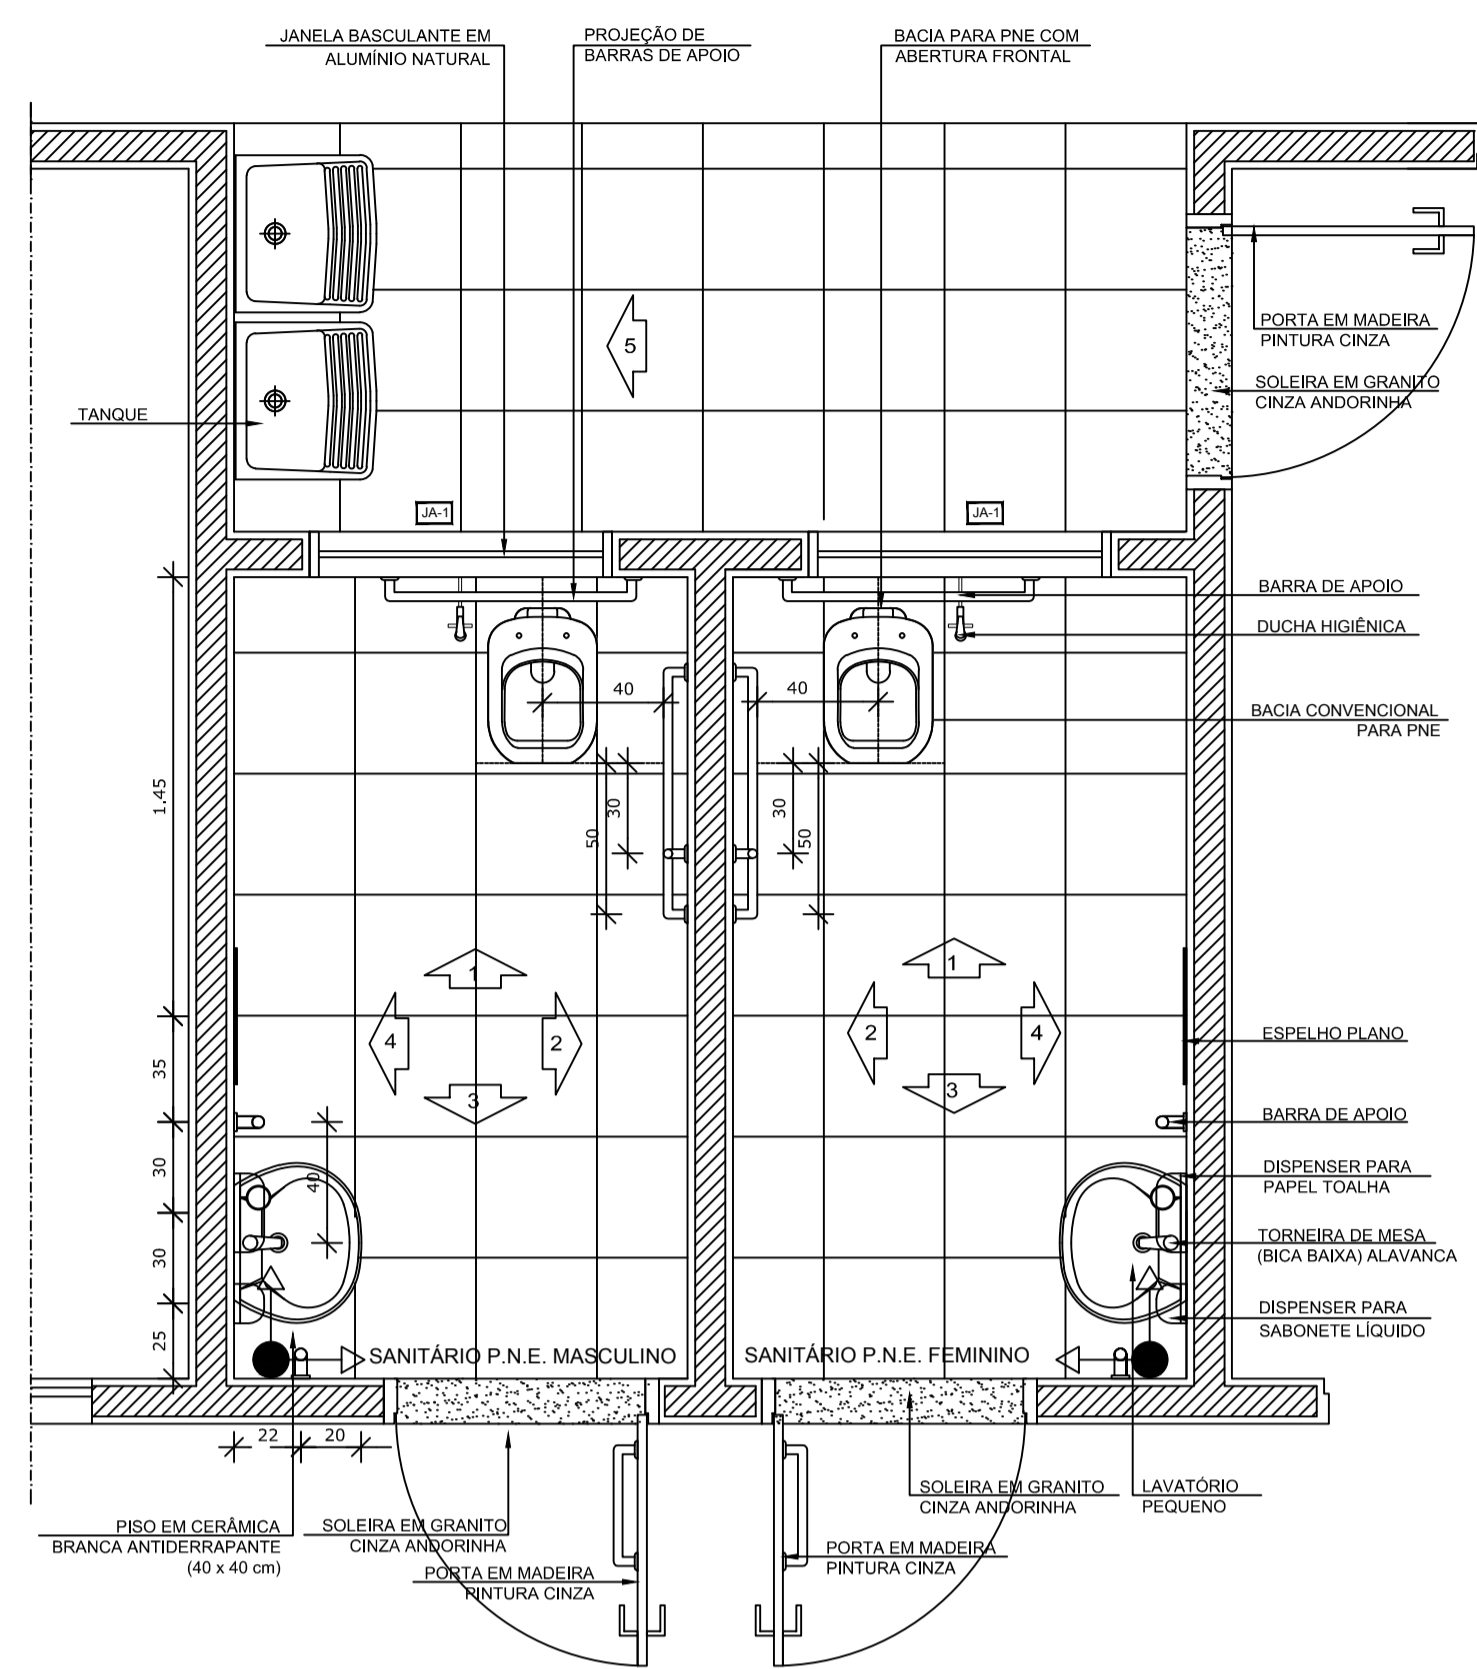 JANELA BASCULANTE EM
ALUMÍNIO NATURAL
PROJEÇÃO DE
BARRAS DE APOIO
BACIA PARA PNE COM
ABERTURA FRONTAL
PORTA EM MADEIRA
PINTURA CINZA
SOLEIRA EM GRANITO
CINZA ANDORINHA
5
TANQUE
JA-1
JA-1
BARRA DE APOIO
DUCHA HIGIÊNICA
40
40
BACIA CONVENCIONAL
PARA PNE
1.45
30
50
30
50
1
2
3
4
1
2
3
4
ESPELHO PLANO
35
BARRA DE APOIO
30
40
DISPENSER PARA
PAPEL TOALHA
TORNEIRA DE MESA
(BICA BAIXA) ALAVANCA
30
DISPENSER PARA
SABONETE LÍQUIDO
25
SANITÁRIO P.N.E. MASCULINO
SANITÁRIO P.N.E. FEMININO
22
20
SOLEIRA EM GRANITO
CINZA ANDORINHA
LAVATÓRIO
PEQUENO
PISO EM CERÂMICA
BRANCA ANTIDERRAPANTE
(40 x 40 cm)
SOLEIRA EM GRANITO
CINZA ANDORINHA
PORTA EM MADEIRA
PINTURA CINZA
PORTA EM MADEIRA
PINTURA CINZA